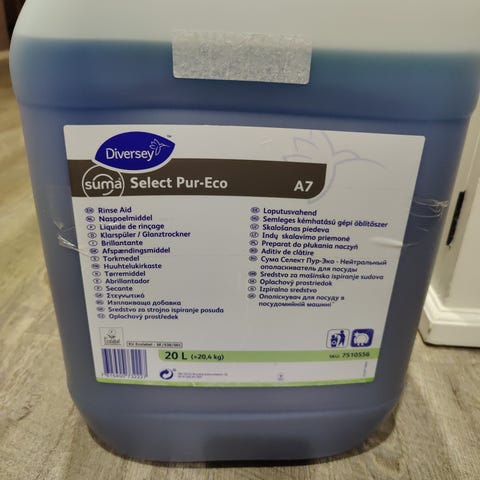 Diversey
suma Select Pur-Eco A7
Rinse Aid
Naspoelmiddel
Liquide de rinçage
Klarspüler / Glanztrockner
Brillantante
Afspændingsmiddel
Torkmedel
Huuhtelukirkaste
Tørremiddel
Abrillantador
Secante
Στεγνωτικό
Изплакваща добавка
Sredstvo za strojno ispiranje posuda
Oplachový prostředek
Loputusvahend
Semleges kémhatású gépi öblítőszer
Skalošanas piedeva
Indų skalavimo priemonė
Preparat do płukania naczyń
Aditiv de clătire
Сума Селект Пур-Эко - Нейтральный
ополаскиватель для посуды
Sredstvo za mašinsko ispiranje sudova
Oplachový prostriedok
Izpiralno sredstvo
Ополіскувач для посуду в
посудомийній машині
20 L (=20,4 kg)
SKU: 7510556